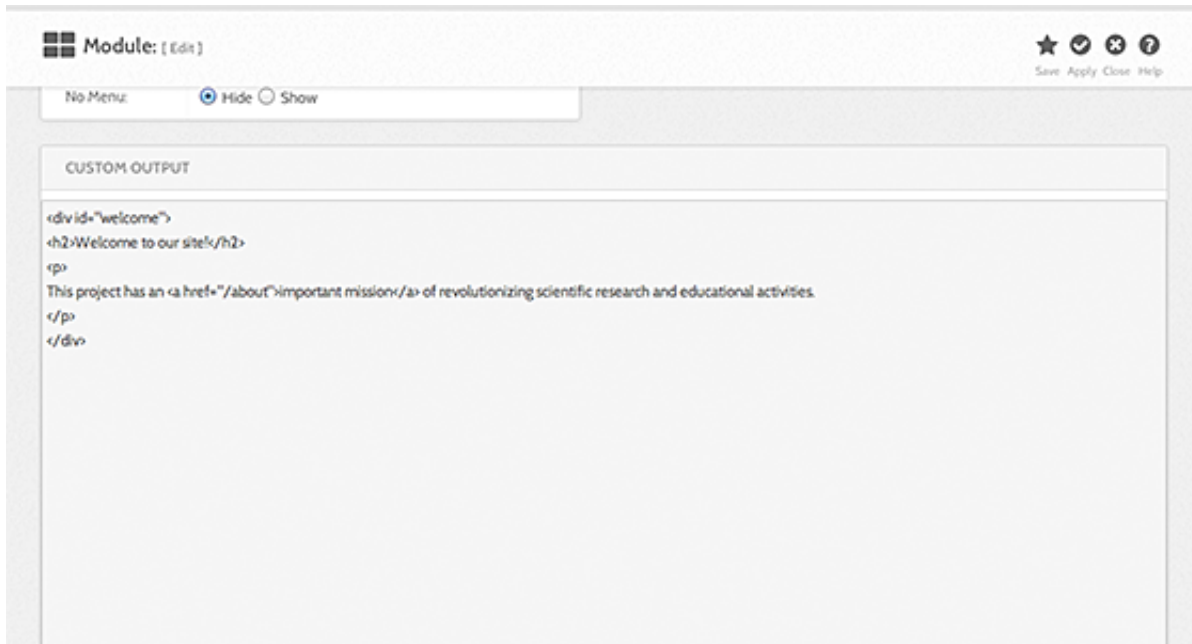 Module: [ Edit ]
Save Apply Close Help
No Menu: Hide Show
CUSTOM OUTPUT
<div id="welcome">
<h2>Welcome to our site!</h2>
<p>
This project has an <a href="/about">important mission</a> of revolutionizing scientific research and educational activities.
</p>
</div>